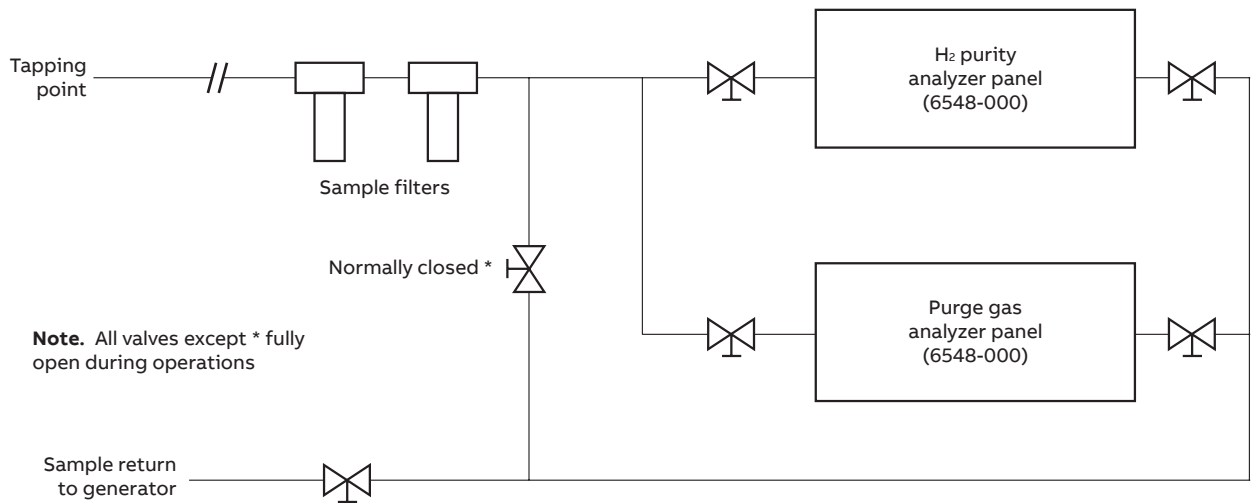 Tapping
point
Sample filters
H₂ purity
analyzer panel
(6548-000)
Normally closed *
Purge gas
analyzer panel
(6548-000)
Note. All valves except * fully
open during operations
Sample return
to generator